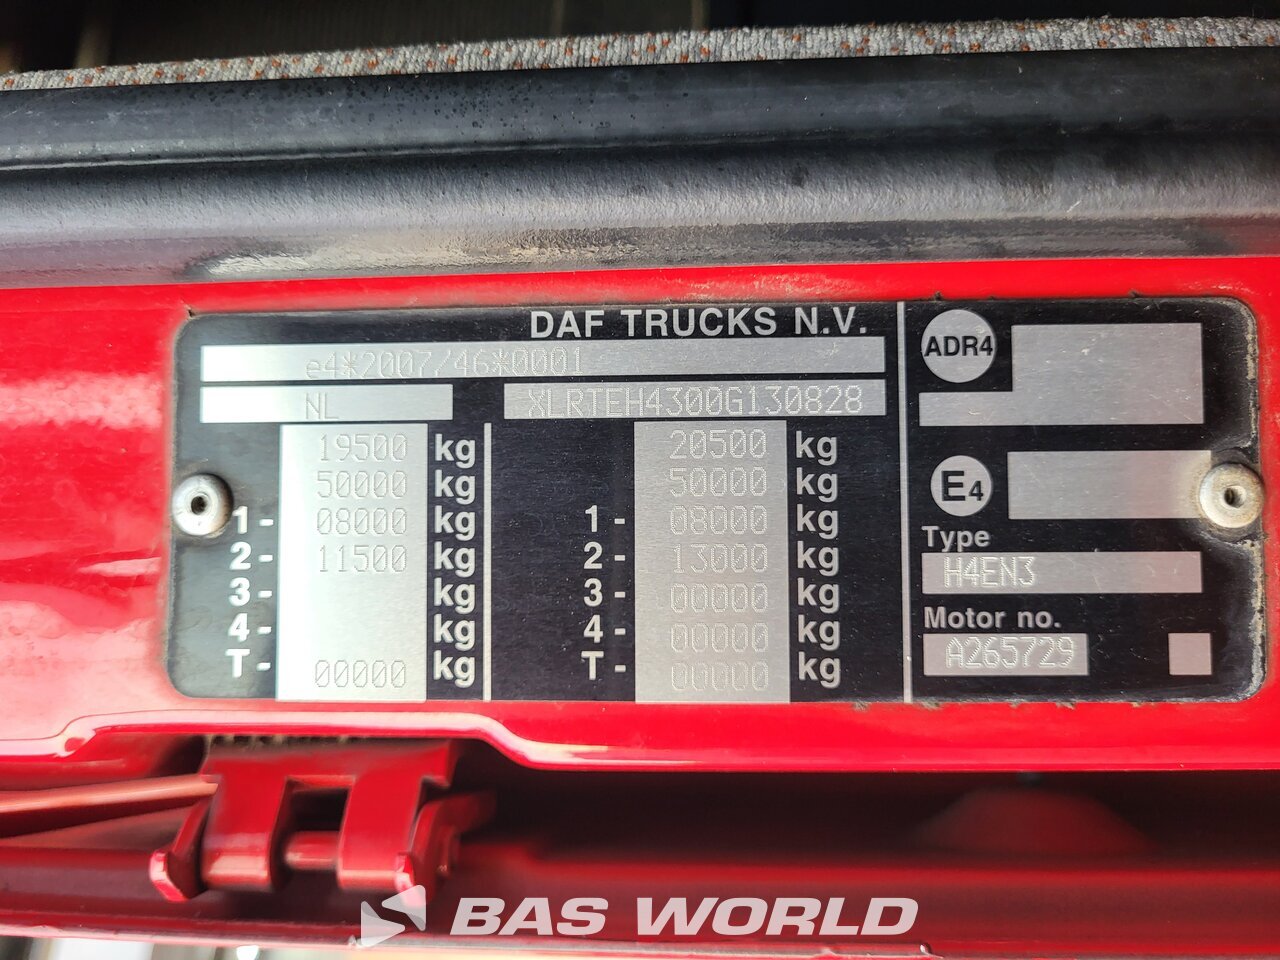 DAF TRUCKS N.V.
e4*2007/46*0001
NL XLRTEH4300G130828
19500 kg 20500 kg
50000 kg 50000 kg
1- 08000 kg 1- 08000 kg
2- 11500 kg 2- 13000 kg
3- kg 3- 00000 kg
4- kg 4- 00000 kg
T- 00000 kg T- 00000 kg
ADR4
E4
Type
H4EN3
Motor no.
A265729
BAS WORLD